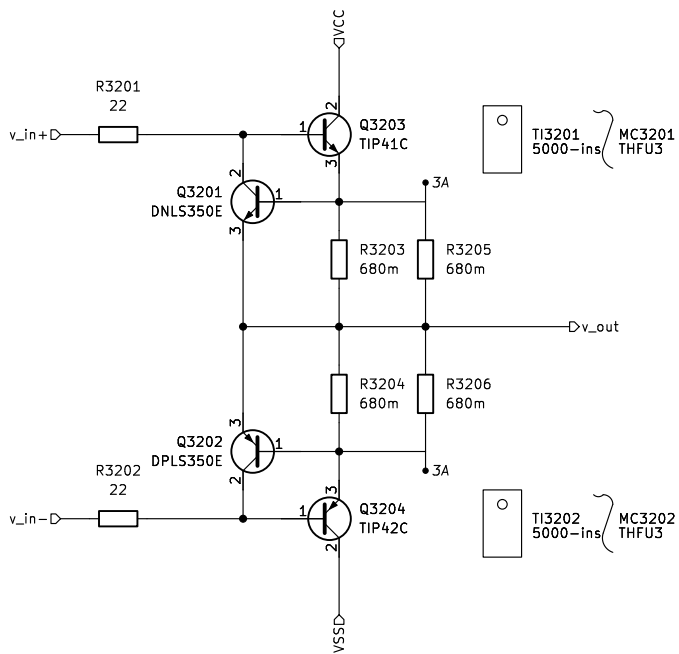 VCC
R3201
22
v_in+
2
1
Q3203
TIP41C
3
TI3201
5000-ins
MC3201
THFU3
Q3201
DNLS350E
2
1
3
3A
R3203
680m
R3205
680m
v_out
R3204
680m
R3206
680m
Q3202
DPLS350E
3
1
2
3A
R3202
22
v_in-
3
1
Q3204
TIP42C
2
TI3202
5000-ins
MC3202
THFU3
VSS